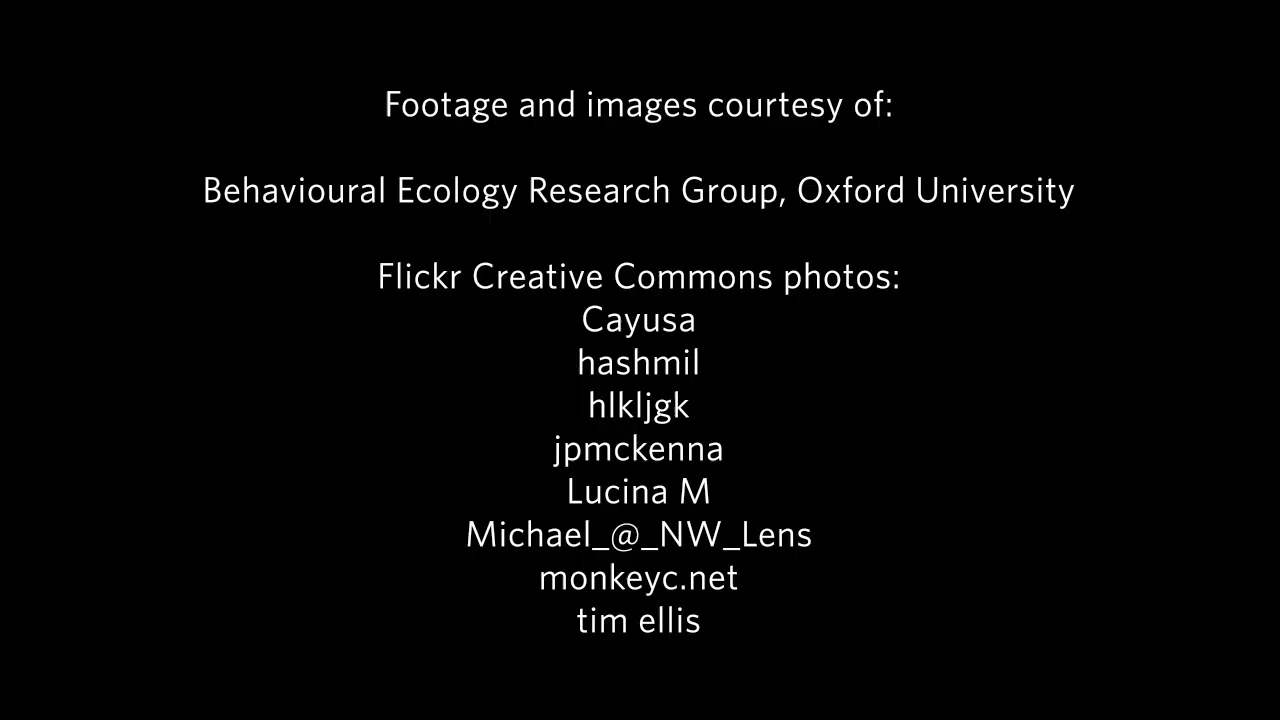 Footage and images courtesy of:
Behavioural Ecology Research Group, Oxford University
Flickr Creative Commons photos:
Cayusa
hashmil
hlkljgk
jpmckenna
Lucina M
Michael_@_NW_Lens
monkeyc.net
tim ellis